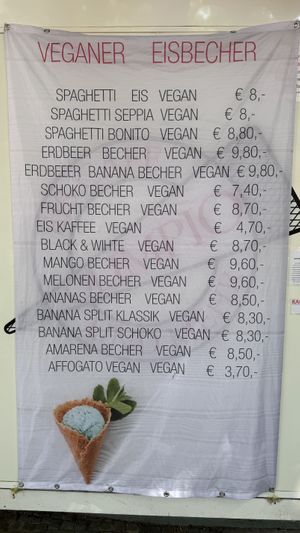 VEGANER EISBECHER
SPAGHETTI EIS VEGAN € 8,-
SPAGHETTI SEPPIA VEGAN € 8,-
SPAGHETTI BONITO VEGAN € 8,80,-
ERDBEER BECHER VEGAN € 9,80,-
ERDBEEER BANANA BECHER VEGAN € 9,80,-
SCHOKO BECHER VEGAN € 7,40,-
FRUCHT BECHER VEGAN € 8,70,-
EIS KAFFEE VEGAN € 4,70,-
BLACK & WIHTE VEGAN € 8,70,-
MANGO BECHER VEGAN € 9,60,-
MELONEN BECHER VEGAN € 9,60,-
ANANAS BECHER VEGAN € 8,50,-
BANANA SPLIT KLASSIK VEGAN € 8,30,-
BANANA SPLIT SCHOKO VEGAN € 8,30,-
AMARENA BECHER VEGAN € 8,50,-
AFFOGATO VEGAN VEGAN € 3,70,-